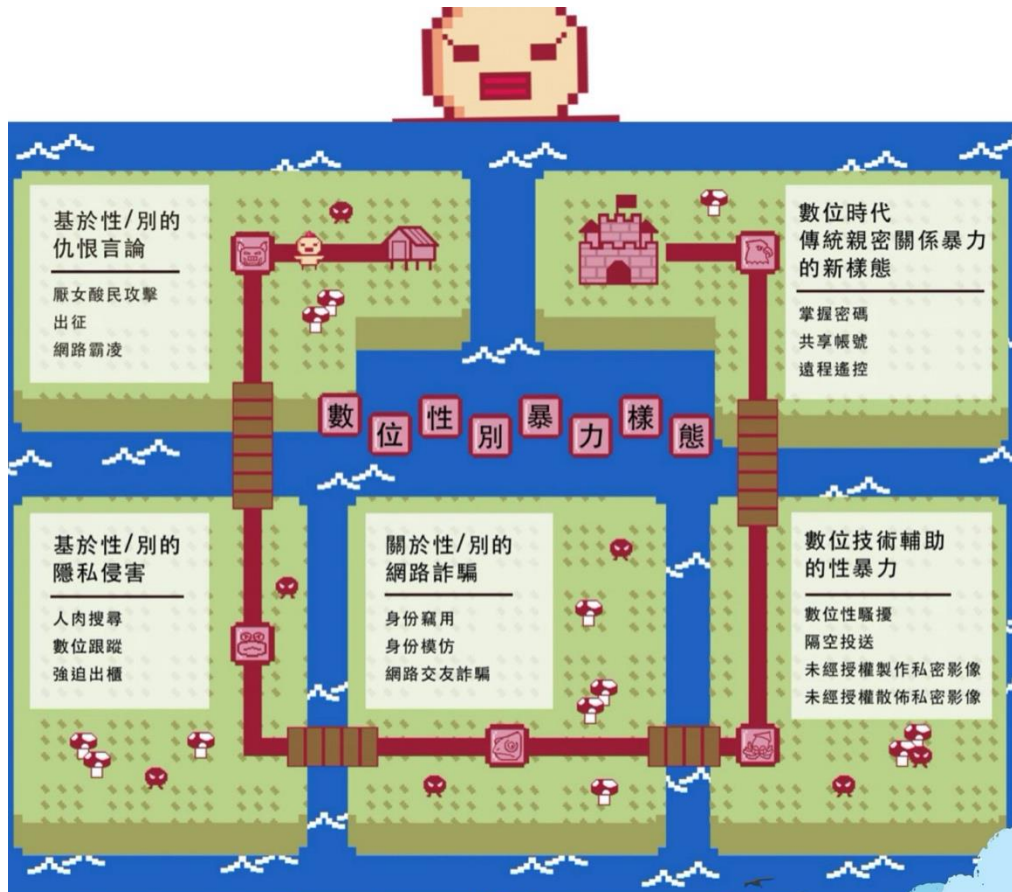 基於性/別的
仇恨言論
厭女酸民攻擊
出征
網路霸凌
數位時代
傳統親密關係暴力
的新樣態
掌握密碼
共享帳號
遠程遙控
數位性別暴力樣態
基於性/別的
隱私侵害
人肉搜尋
數位跟蹤
強迫出櫃
關於性/別的
網路詐騙
身份竊用
身份模仿
網路交友詐騙
數位技術輔助
的性暴力
數位性騷擾
隔空投送
未經授權製作私密影像
未經授權散佈私密影像